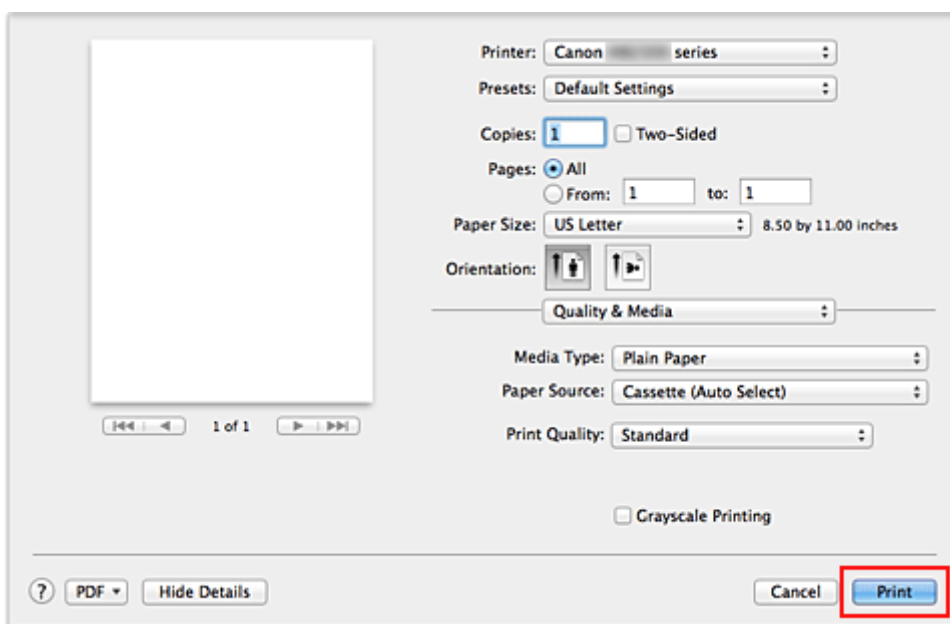 Printer: Canon series
Presets: Default Settings
Copies: 1 Two-Sided
Pages: All
From: 1 to: 1
Paper Size: US Letter 8.50 by 11.00 inches
Orientation:
Quality & Media
Media Type: Plain Paper
Paper Source: Cassette (Auto Select)
1 of 1
Print Quality: Standard
Grayscale Printing
? PDF Hide Details Cancel Print